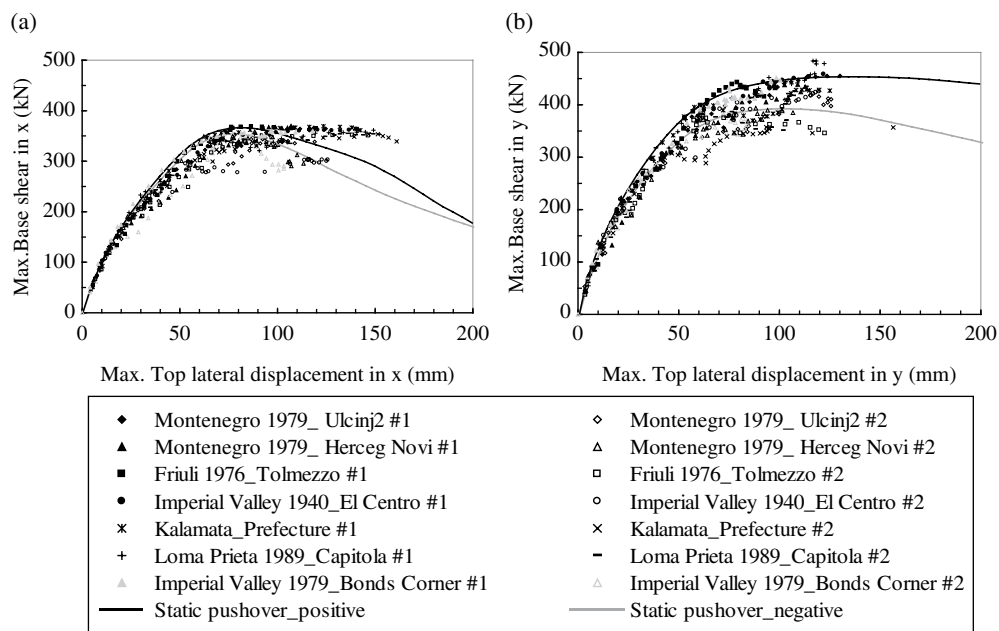 (a)
(b)
Max.Base shear in x (kN)
500
400
300
200
100
0
0 50 100 150 200
Max. Top lateral displacement in x (mm)
Max.Base shear in y (kN)
500
400
300
200
100
0
0 50 100 150 200
Max. Top lateral displacement in y (mm)
Montenegro 1979_ Ulcinj2 #1
Montenegro 1979_ Herceg Novi #1
Friuli 1976_Tolmezzo #1
Imperial Valley 1940_El Centro #1
Kalamata_Prefecture #1
Loma Prieta 1989_Capitola #1
Imperial Valley 1979_Bonds Corner #1
Static pushover_positive
Montenegro 1979_ Ulcinj2 #2
Montenegro 1979_ Herceg Novi #2
Friuli 1976_Tolmezzo #2
Imperial Valley 1940_El Centro #2
Kalamata_Prefecture #2
Loma Prieta 1989_Capitola #2
Imperial Valley 1979_Bonds Corner #2
Static pushover_negative